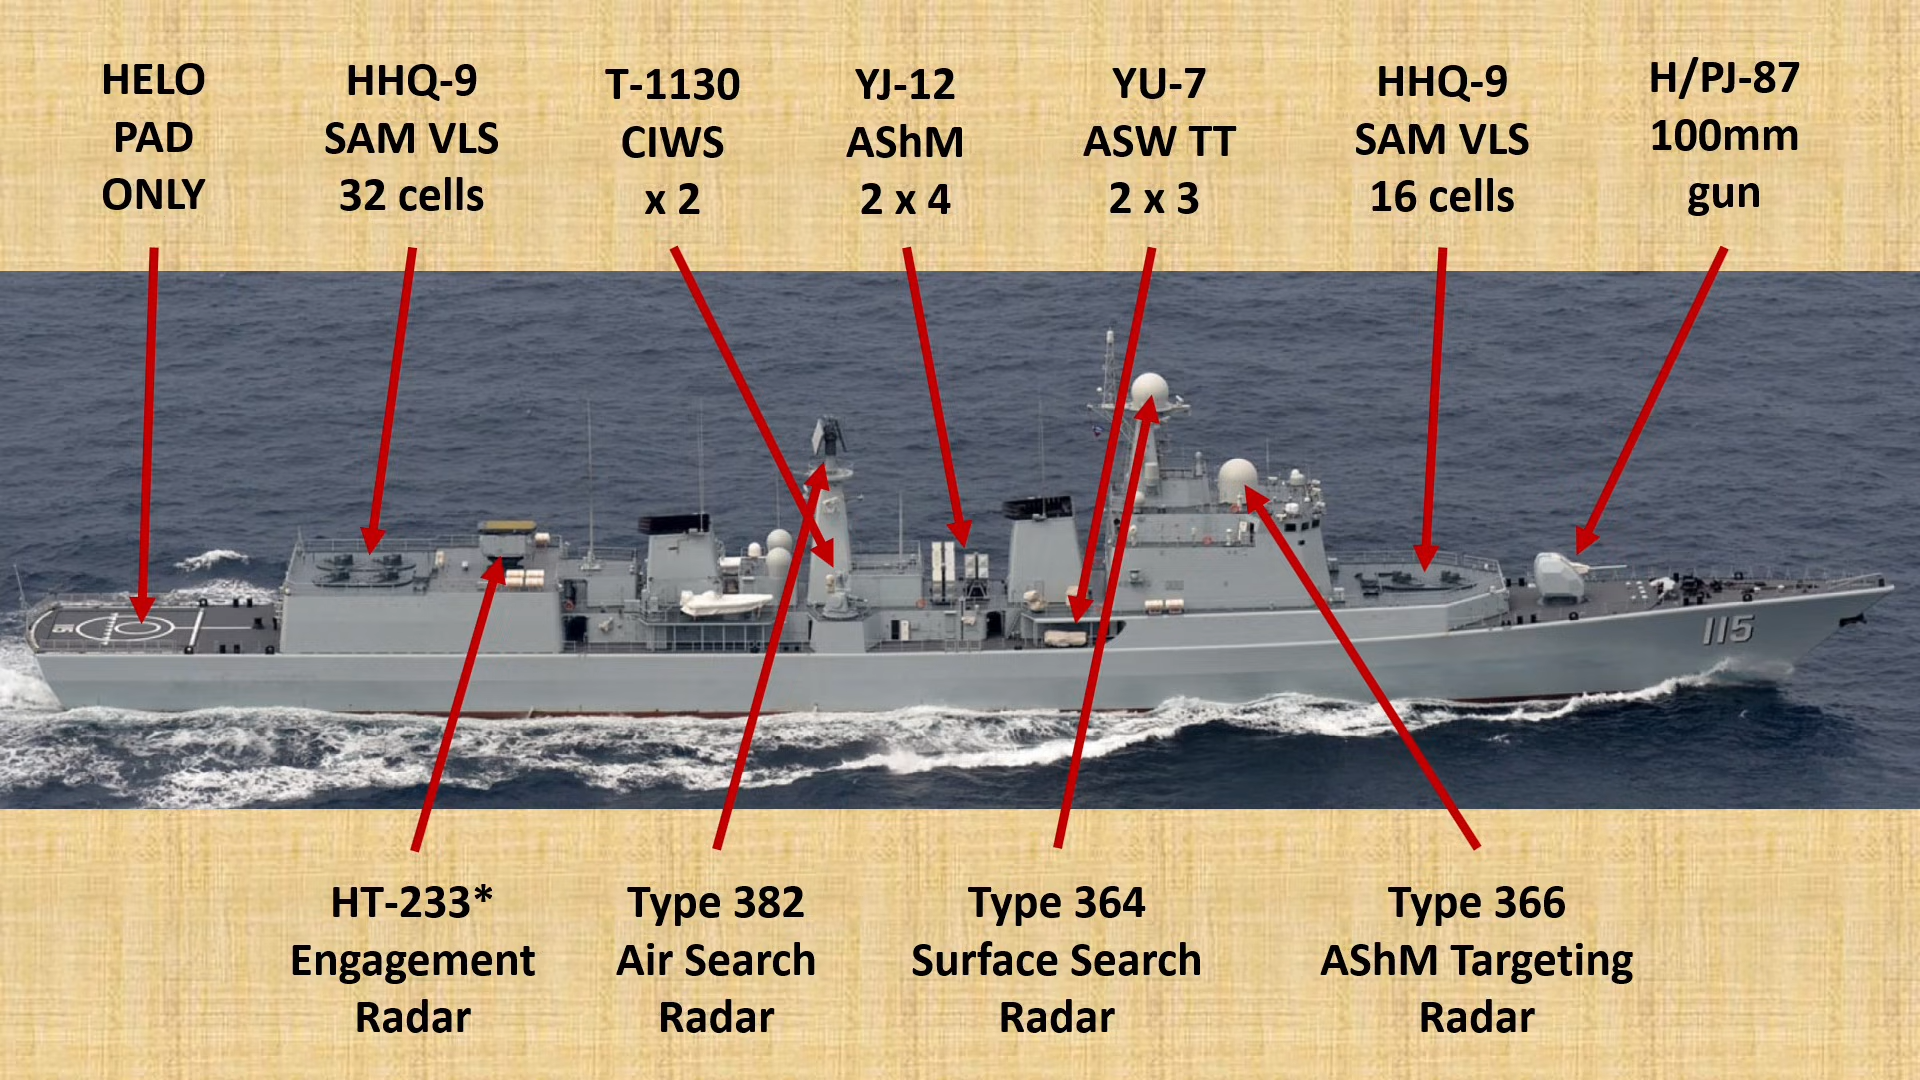 HELO
PAD
ONLY
HHQ-9
SAM VLS
32 cells
T-1130
CIWS
x 2
YJ-12
AShM
2 x 4
YU-7
ASW TT
2 x 3
HHQ-9
SAM VLS
16 cells
H/PJ-87
100mm
gun
115
HT-233*
Engagement
Radar
Type 382
Air Search
Radar
Type 364
Surface Search
Radar
Type 366
AShM Targeting
Radar